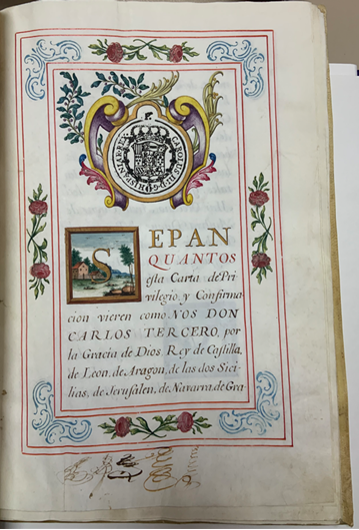 SEPAN
QUANTOS
esta Carta de Pri
vilegio, y Confirma
cion vieren como NOS DON
CARLOS TERCERO, por
la Gracia de Dios Rey de Castilla,
de Leon, de Aragon, de las dos Sici-
lias, de Jerusalen, de Navarra, de Gra